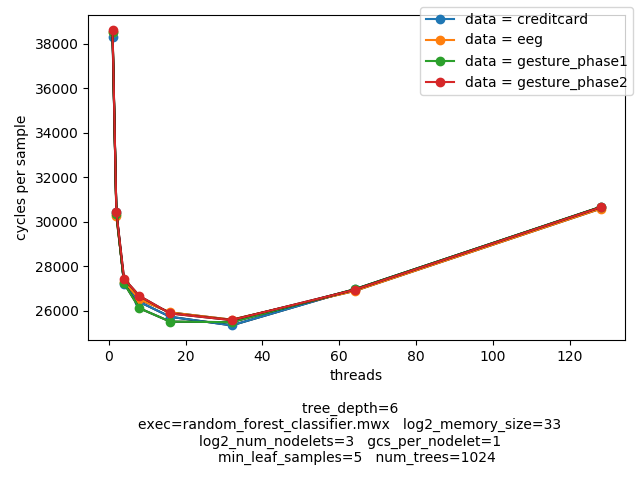 data = creditcard
data = eeg
data = gesture_phase1
data = gesture_phase2
cycles per sample
38000
36000
34000
32000
30000
28000
26000
0 20 40 60 80 100 120
threads
tree_depth=6
exec=random_forest_classifier.mwx log2_memory_size=33
log2_num_nodelets=3 gcs_per_nodelet=1
min_leaf_samples=5 num_trees=1024